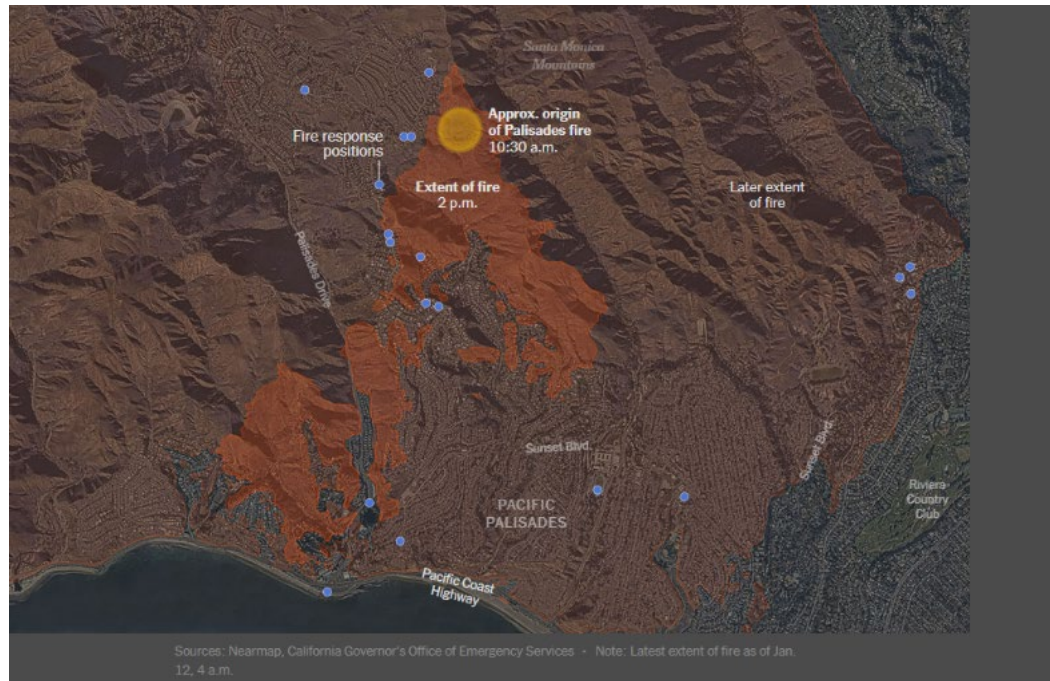 Santa Monica
Mountains
Approx. origin
of Palisades fire
10:30 a.m.
Fire response
positions
Extent of fire
2 p.m.
Later extent
of fire
Palisades Drive
Sunset Blvd.
Sunset Blvd.
Riviera
Country
Club
PACIFIC
PALISADES
Pacific Coast
Highway
Sources: Nearmap, California Governor's Office of Emergency Services • Note: Latest extent of fire as of Jan.
12, 4 a.m.